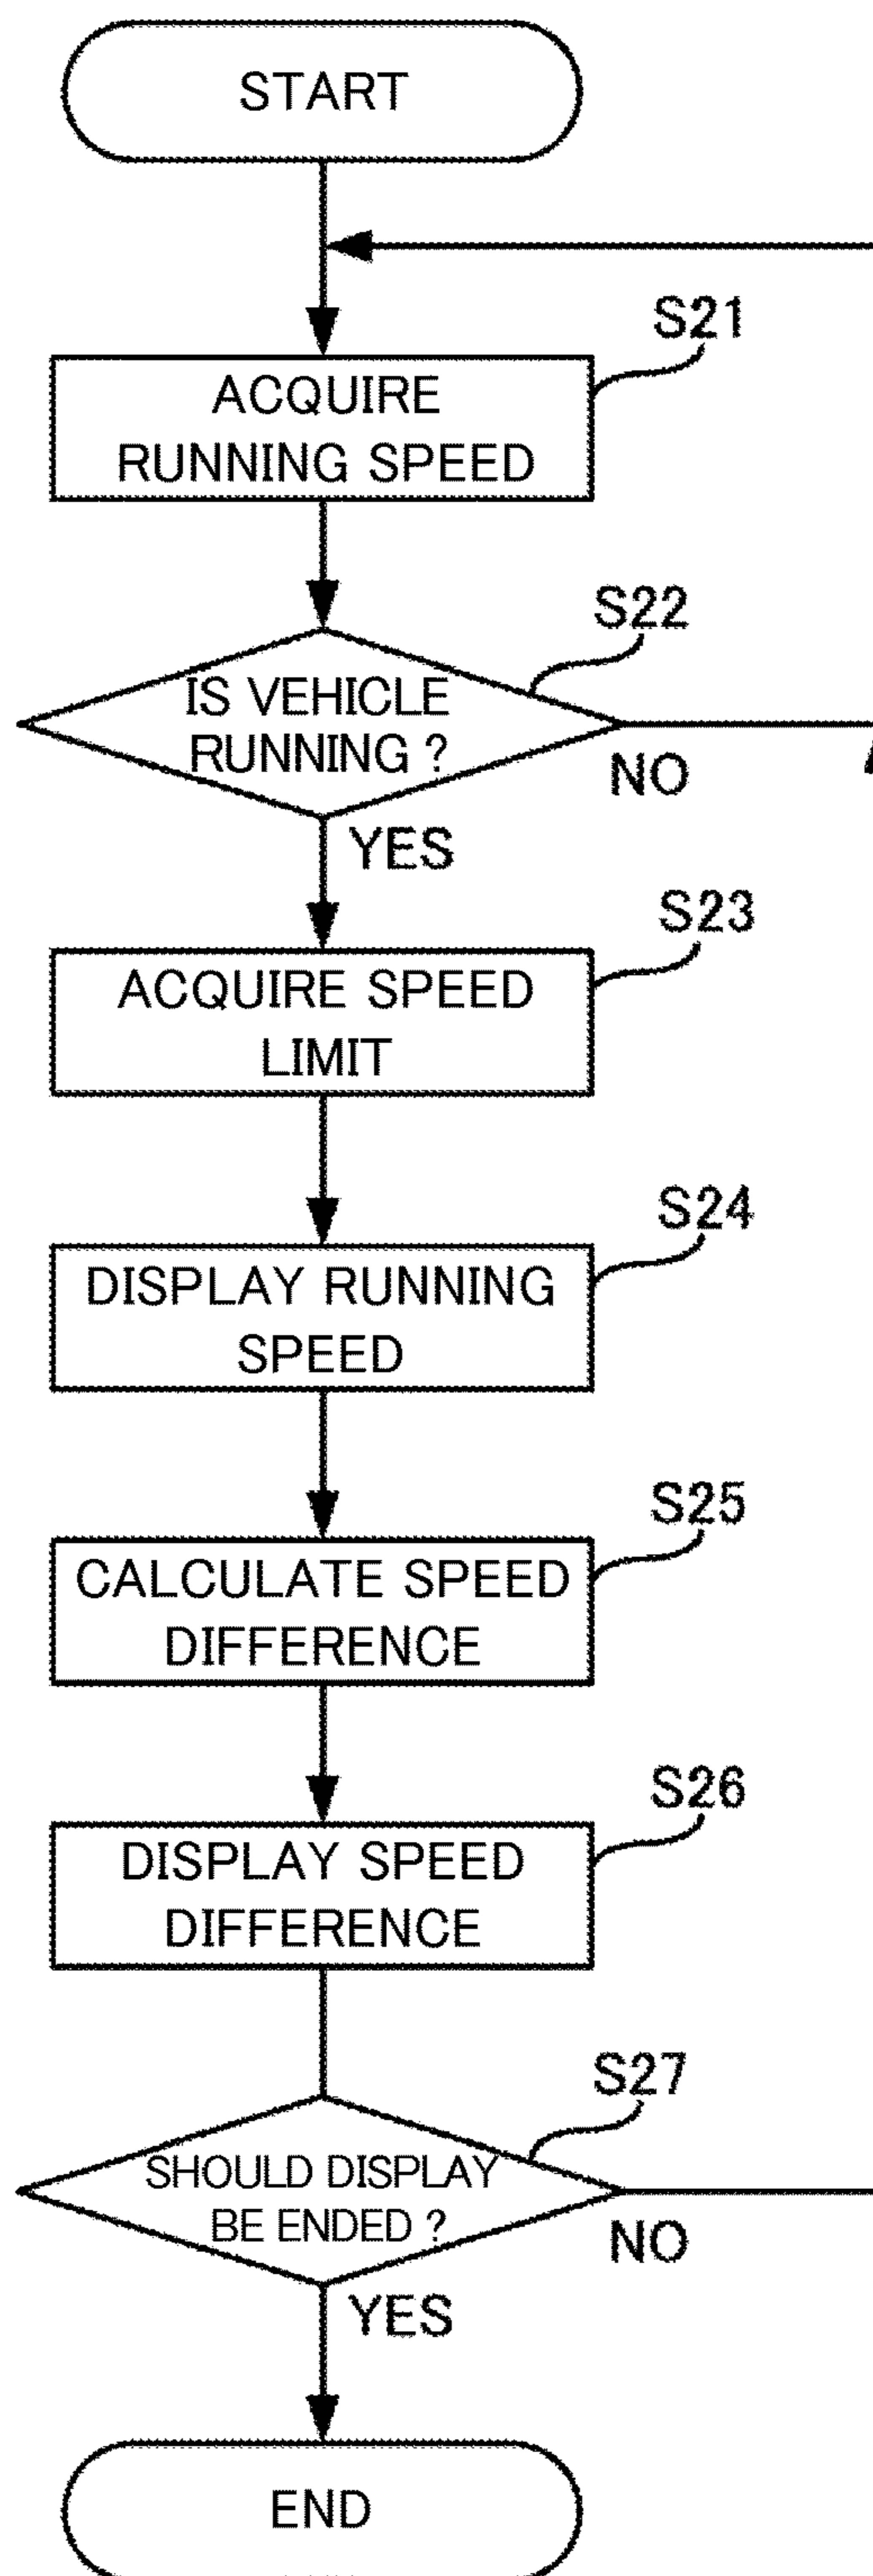 START
S21
ACQUIRE
RUNNING SPEED
S22
IS VEHICLE
RUNNING ?
NO
YES
S23
ACQUIRE SPEED
LIMIT
S24
DISPLAY RUNNING
SPEED
S25
CALCULATE SPEED
DIFFERENCE
S26
DISPLAY SPEED
DIFFERENCE
S27
SHOULD DISPLAY
BE ENDED ?
NO
YES
END